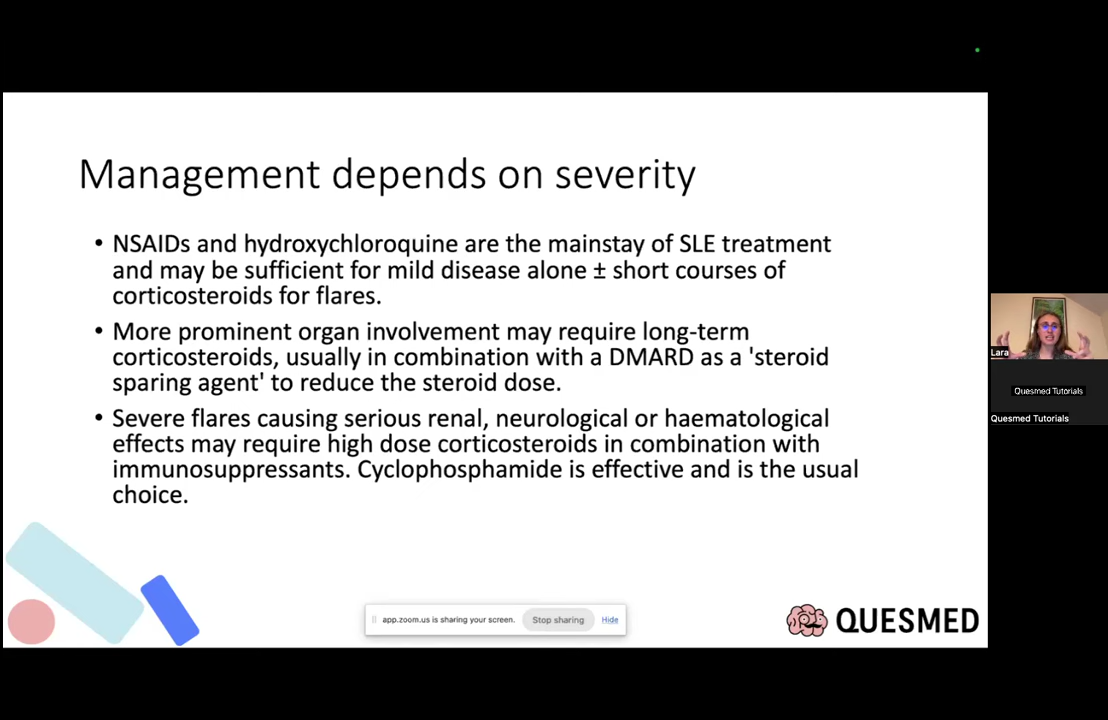 Management depends on severity
• NSAIDs and hydroxychloroquine are the mainstay of SLE treatment
and may be sufficient for mild disease alone ± short courses of
corticosteroids for flares.
• More prominent organ involvement may require long-term
corticosteroids, usually in combination with a DMARD as a 'steroid
sparing agent' to reduce the steroid dose.
• Severe flares causing serious renal, neurological or haematological
effects may require high dose corticosteroids in combination with
immunosuppressants. Cyclophosphamide is effective and is the usual
choice.
app.zoom.us is sharing your screen. Stop sharing Hide
QUESMED
Lara
Quesmed Tutorials
Quesmed Tutorials